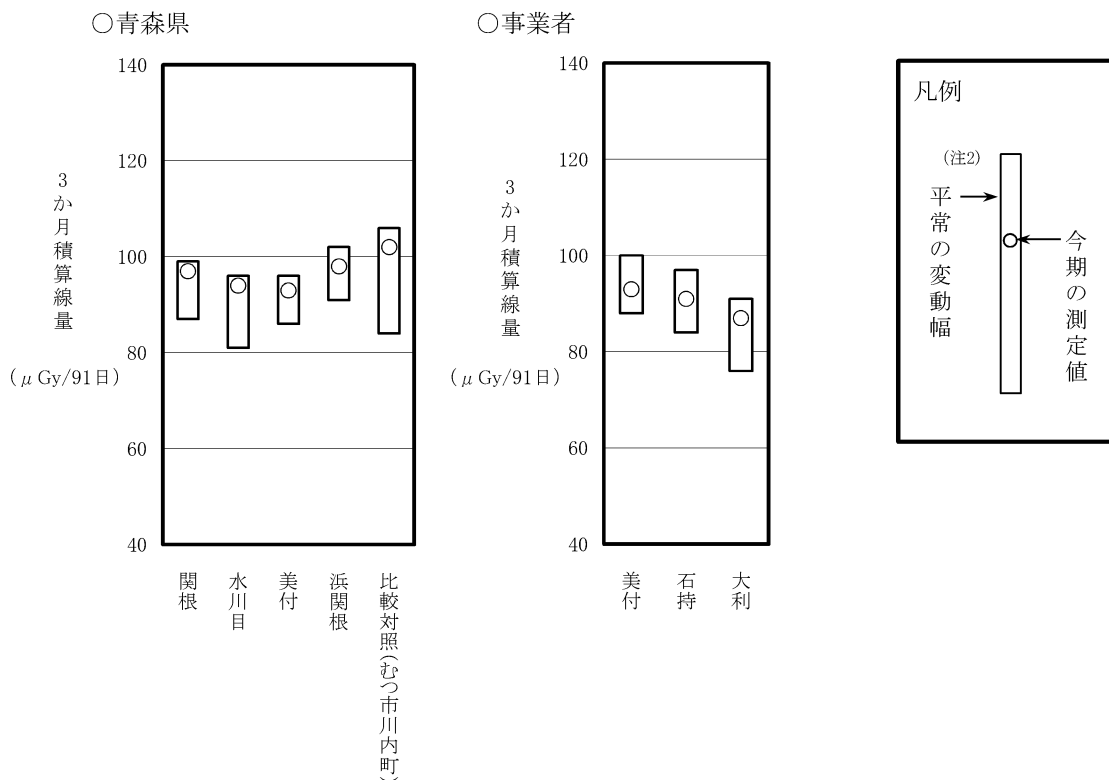 ○青森県
140
120
100
80
60
40
3か月積算線量
(μGy/91日)
関根
水川目
美付
浜関根
比較対照(むつ市川内町)
○事業者
140
120
100
80
60
40
3か月積算線量
(μGy/91日)
美付
石持
大利
凡例
(注2)
平常の変動幅
今期の測定値